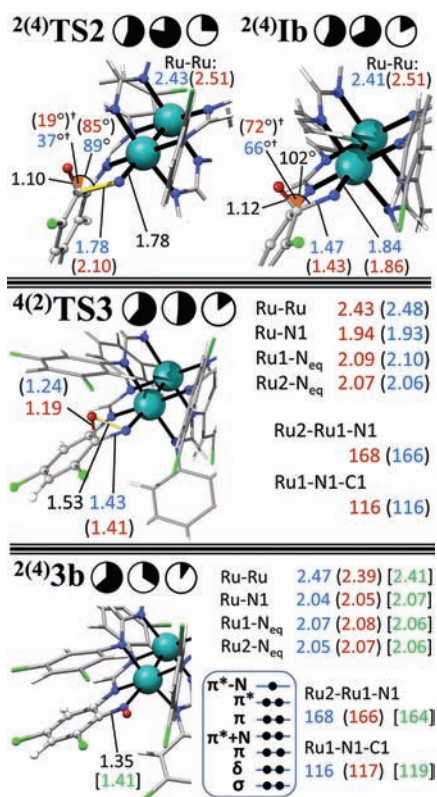 2(4)TS2
2(4)Ib
Ru-Ru:
2.43(2.51)
Ru-Ru:
2.41(2.51)
(19°)† (85°)
37°† 89°
1.10
1.78
1.78
(2.10)
(72°)†
66°† 102°
1.12
1.47 1.84
(1.43) (1.86)
4(2)TS3
Ru-Ru 2.43 (2.48)
Ru-N1 1.94 (1.93)
Ru1-Neq 2.09 (2.10)
Ru2-Neq 2.07 (2.06)
(1.24)
1.19
Ru2-Ru1-N1
168 (166)
Ru1-N1-C1
116 (116)
1.53 1.43
(1.41)
2(4)3b
Ru-Ru 2.47 (2.39) [2.41]
Ru-N1 2.04 (2.05) [2.07]
Ru1-Neq 2.07 (2.08) [2.06]
Ru2-Neq 2.05 (2.07) [2.06]
π*-N
π*
π
π*+N
π
δ
σ
Ru2-Ru1-N1
168 (166) [164]
Ru1-N1-C1
116 (117) [119]
1.35
[1.41]